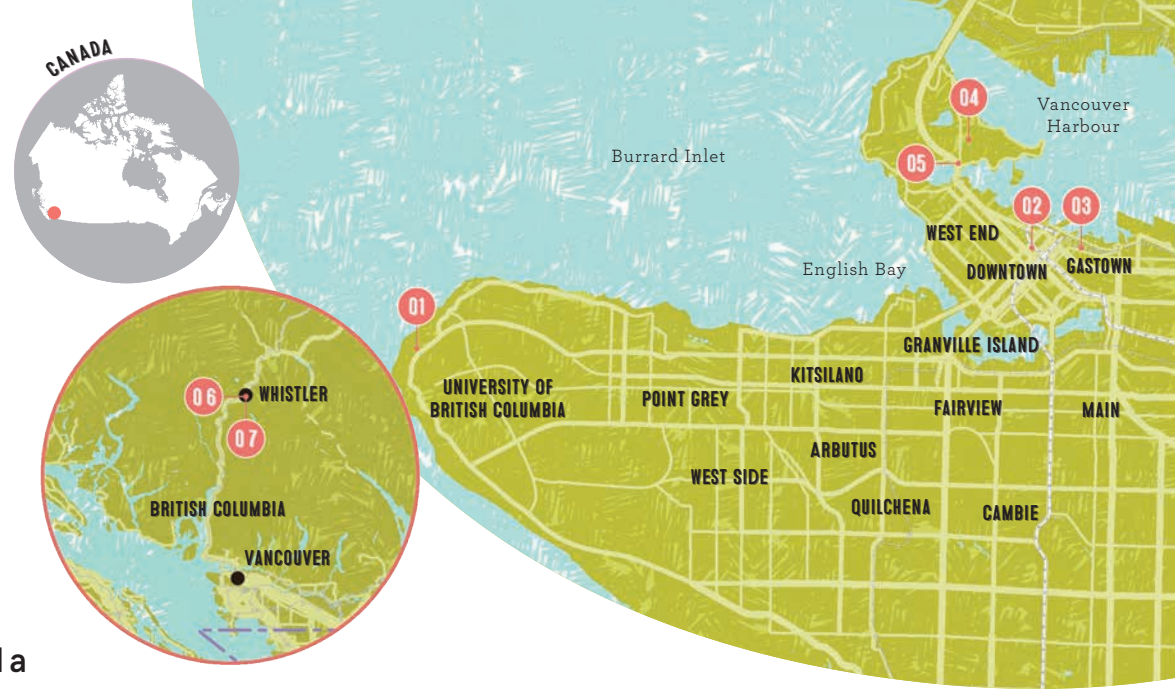 CANADA
04
Vancouver
Harbour
Burrard Inlet
05
02
03
WEST END
GASTOWN
DOWNTOWN
English Bay
01
GRANVILLE ISLAND
KITSILANO
UNIVERSITY OF
BRITISH COLUMBIA
POINT GREY
FAIRVIEW
MAIN
ARBUTUS
WEST SIDE
QUILCHENA
CAMBIE
06
WHISTLER
07
BRITISH COLUMBIA
VANCOUVER
a